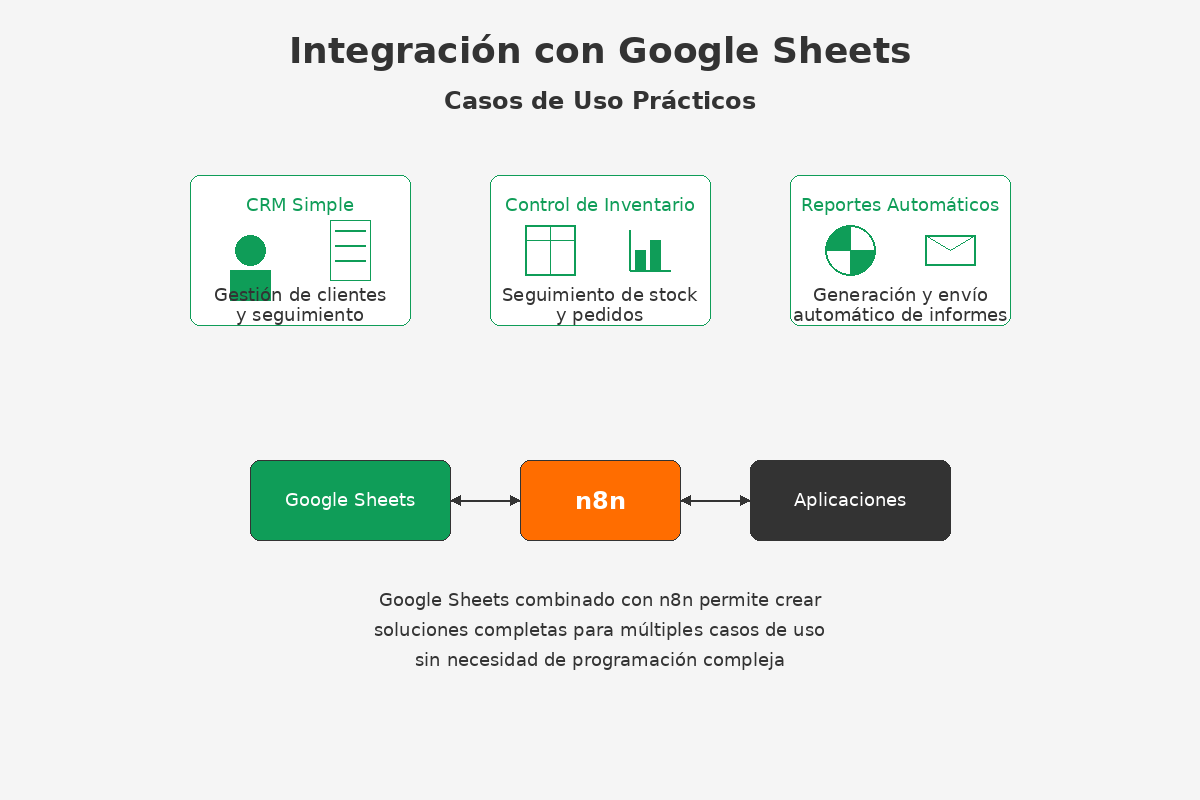 Integración con Google Sheets
Casos de Uso Prácticos
CRM Simple
Gestión de clientes
y seguimiento
Control de Inventario
Seguimiento de stock
y pedidos
Reportes Automáticos
Generación y envío
automático de informes
Google Sheets
n8n
Aplicaciones
Google Sheets combinado con n8n permite crear
soluciones completas para múltiples casos de uso
sin necesidad de programación compleja